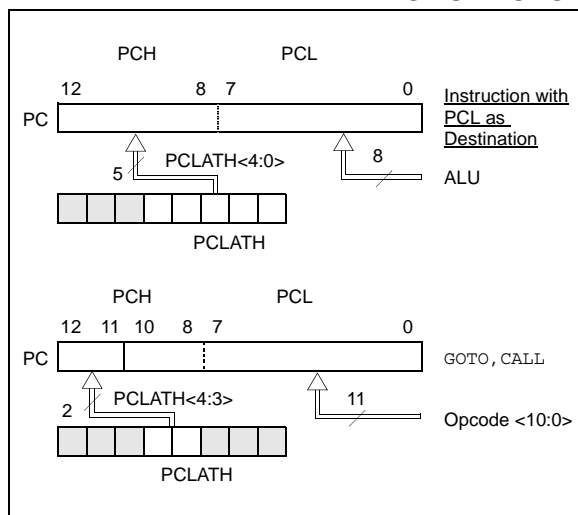 PCH PCL
12 8 7 0
Instruction with
PCL as
Destination
PC
5 PCLATH<4:0> 8
ALU
PCLATH
PCH PCL
12 11 10 8 7 0
PC GOTO,CALL
2 PCLATH<4:3> 11
Opcode <10:0>
PCLATH